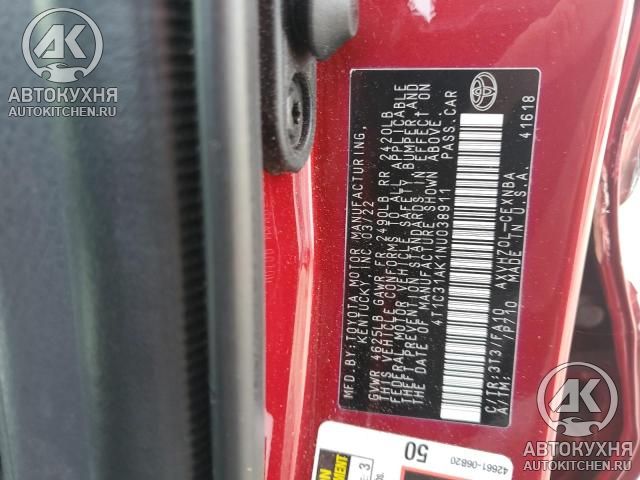 АВТОКУХНЯ
AUTOKITCHEN.RU
MFD. BY: TOYOTA MOTOR MANUFACTURING,
KENTUCKY, INC. 03/22
GVWR 4625LB GAWR FR 2490LB RR 2420LB
THIS VEHICLE CONFORMS TO ALL APPLICABLE
FEDERAL MOTOR VEHICLE SAFETY, BUMPER, AND
THEFT PREVENTION STANDARDS IN EFFECT ON
THE DATE OF MANUFACTURE SHOWN ABOVE.
4T1C31AK1NU038911 PASS. CAR
C/TR: 3T3/FA10 AXVH70L-CEXNBA
A/TM: /P710 MADE IN U.S.A. 41618
TOYOTA
50
42661-06820
3
АВТОКУХНЯ
AUTOKITCHEN.RU